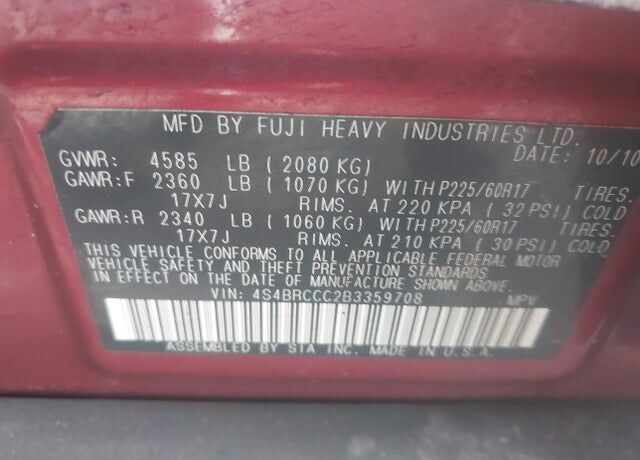 MFD BY FUJI HEAVY INDUSTRIES LTD.
DATE: 10/10
GVWR: 4585 LB ( 2080 KG)
GAWR:F 2360 LB ( 1070 KG) WITH P225/60R17 TIRES.
17X7J RIMS. AT 220 KPA ( 32 PSI) COLD
GAWR:R 2340 LB ( 1060 KG) WITH P225/60R17 TIRES.
17X7J RIMS. AT 210 KPA ( 30 PSI) COLD
THIS VEHICLE CONFORMS TO ALL APPLICABLE FEDERAL MOTOR
VEHICLE SAFETY AND THEFT PREVENTION STANDARDS
IN EFFECT ON THE DATE OF MANUFACTURE SHOWN ABOVE.
VIN: 4S4BRCCC2B3359708 MPV
ASSEMBLED BY SIA INC. MADE IN U.S.A.